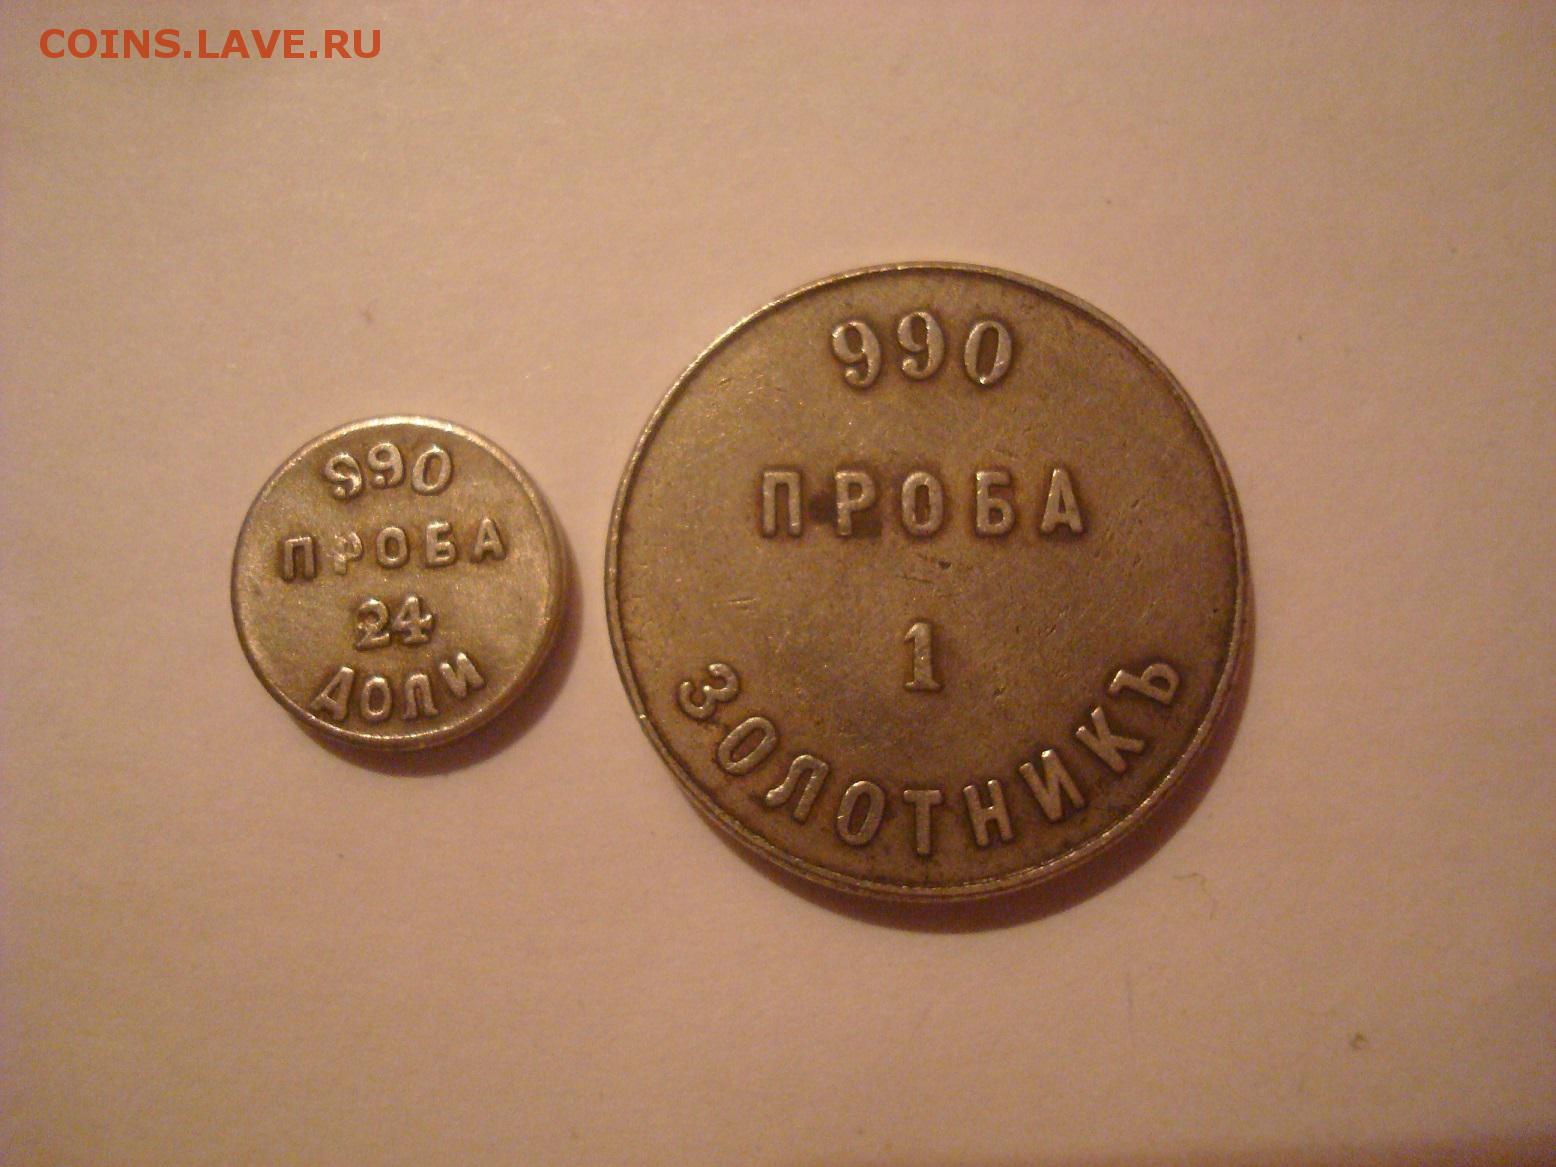 COINS.LAVE.RU
990
ПРОБА
24
ДОЛИ
990
ПРОБА
1
ЗОЛОТНИКЪ